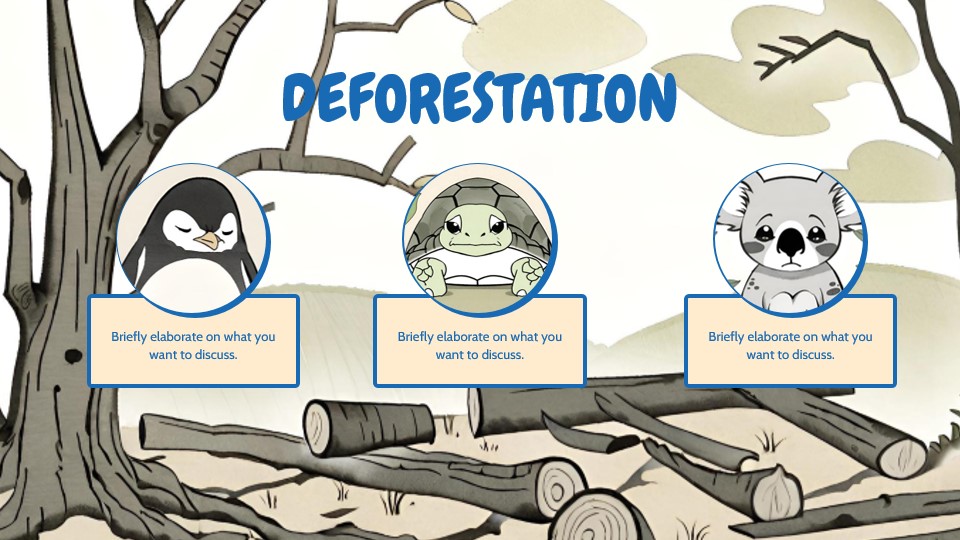 DEFORESTATION
Briefly elaborate on what you
want to discuss.
Briefly elaborate on what you
want to discuss.
Briefly elaborate on what you
want to discuss.